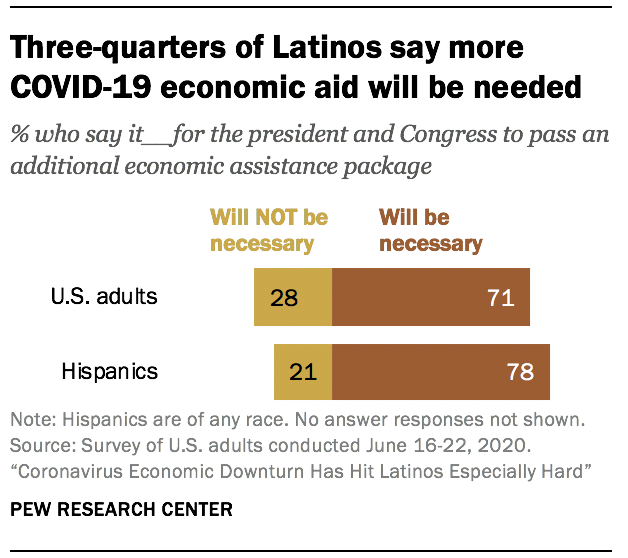 Three-quarters of Latinos say more
COVID-19 economic aid will be needed
% who say it__for the president and Congress to pass an
additional economic assistance package
Will NOT be necessary
Will be necessary
U.S. adults 28 71
Hispanics 21 78
Note: Hispanics are of any race. No answer responses not shown.
Source: Survey of U.S. adults conducted June 16-22, 2020.
“Coronavirus Economic Downturn Has Hit Latinos Especially Hard”
PEW RESEARCH CENTER